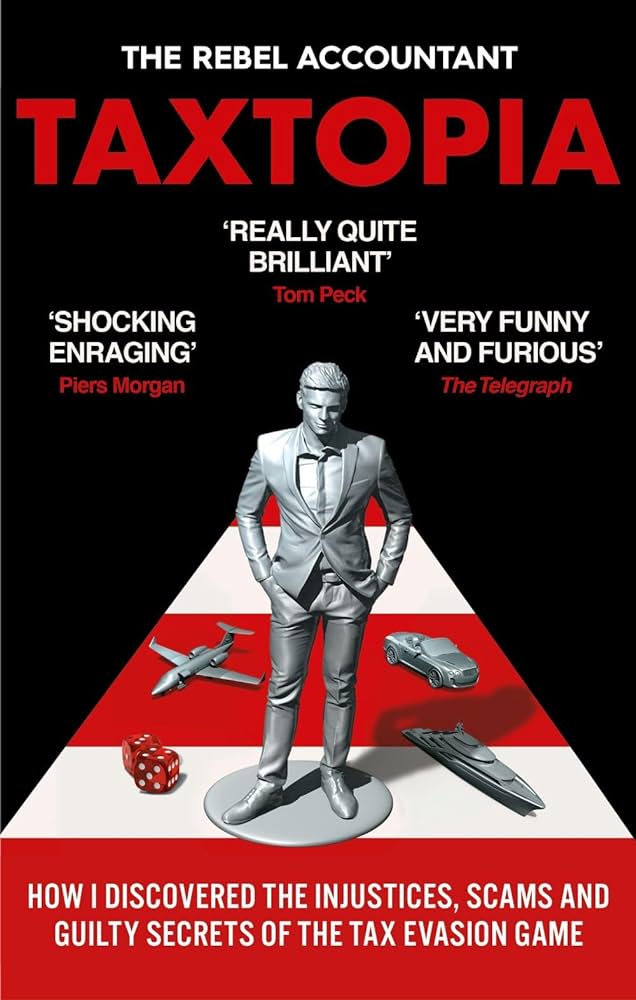 THE REBEL ACCOUNTANT
TAXTOPIA
‘REALLY QUITE
BRILLIANT’
Tom Peck
‘SHOCKING
ENRAGING’
Piers Morgan
‘VERY FUNNY
AND FURIOUS’
The Telegraph
HOW I DISCOVERED THE INJUSTICES, SCAMS AND
GUILTY SECRETS OF THE TAX EVASION GAME